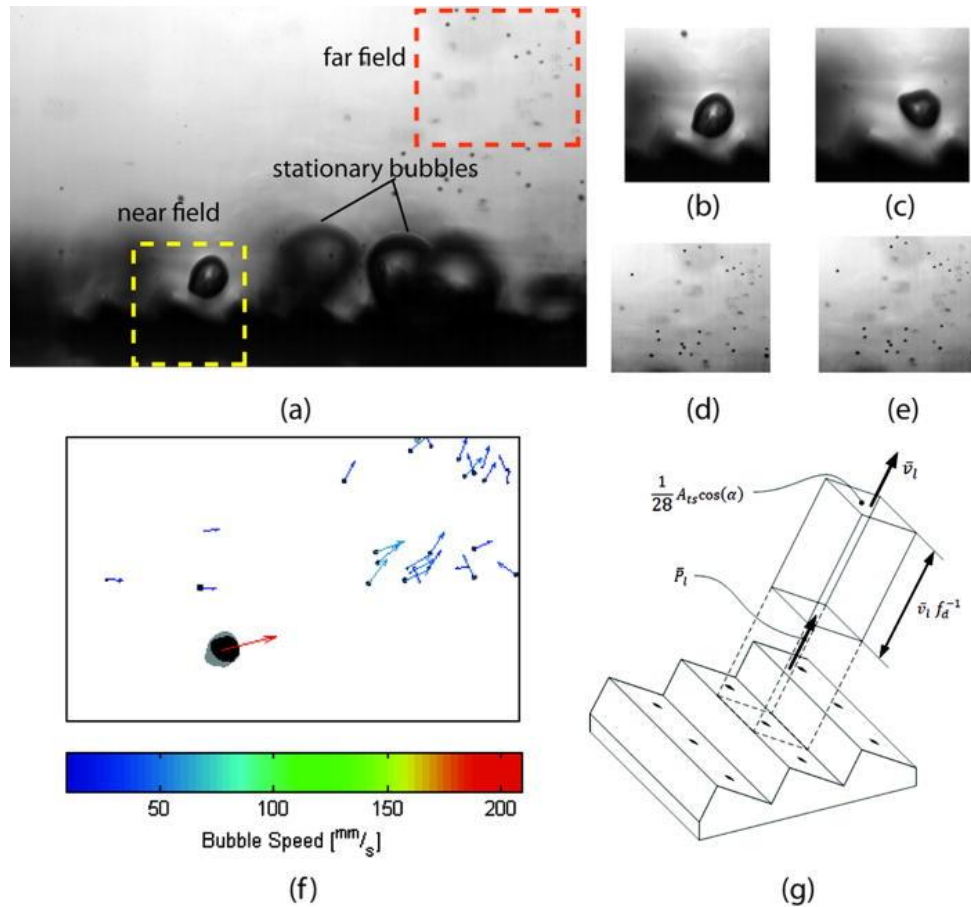 far field
stationary bubbles
near field
(a)
(b)
(c)
(d)
(e)
50
100
150
200
Bubble Speed [mm/s]
(f)
1/28 A_ts cos(α)
v̄_l
P̄_l
v̄_l f_d^-1
(g)